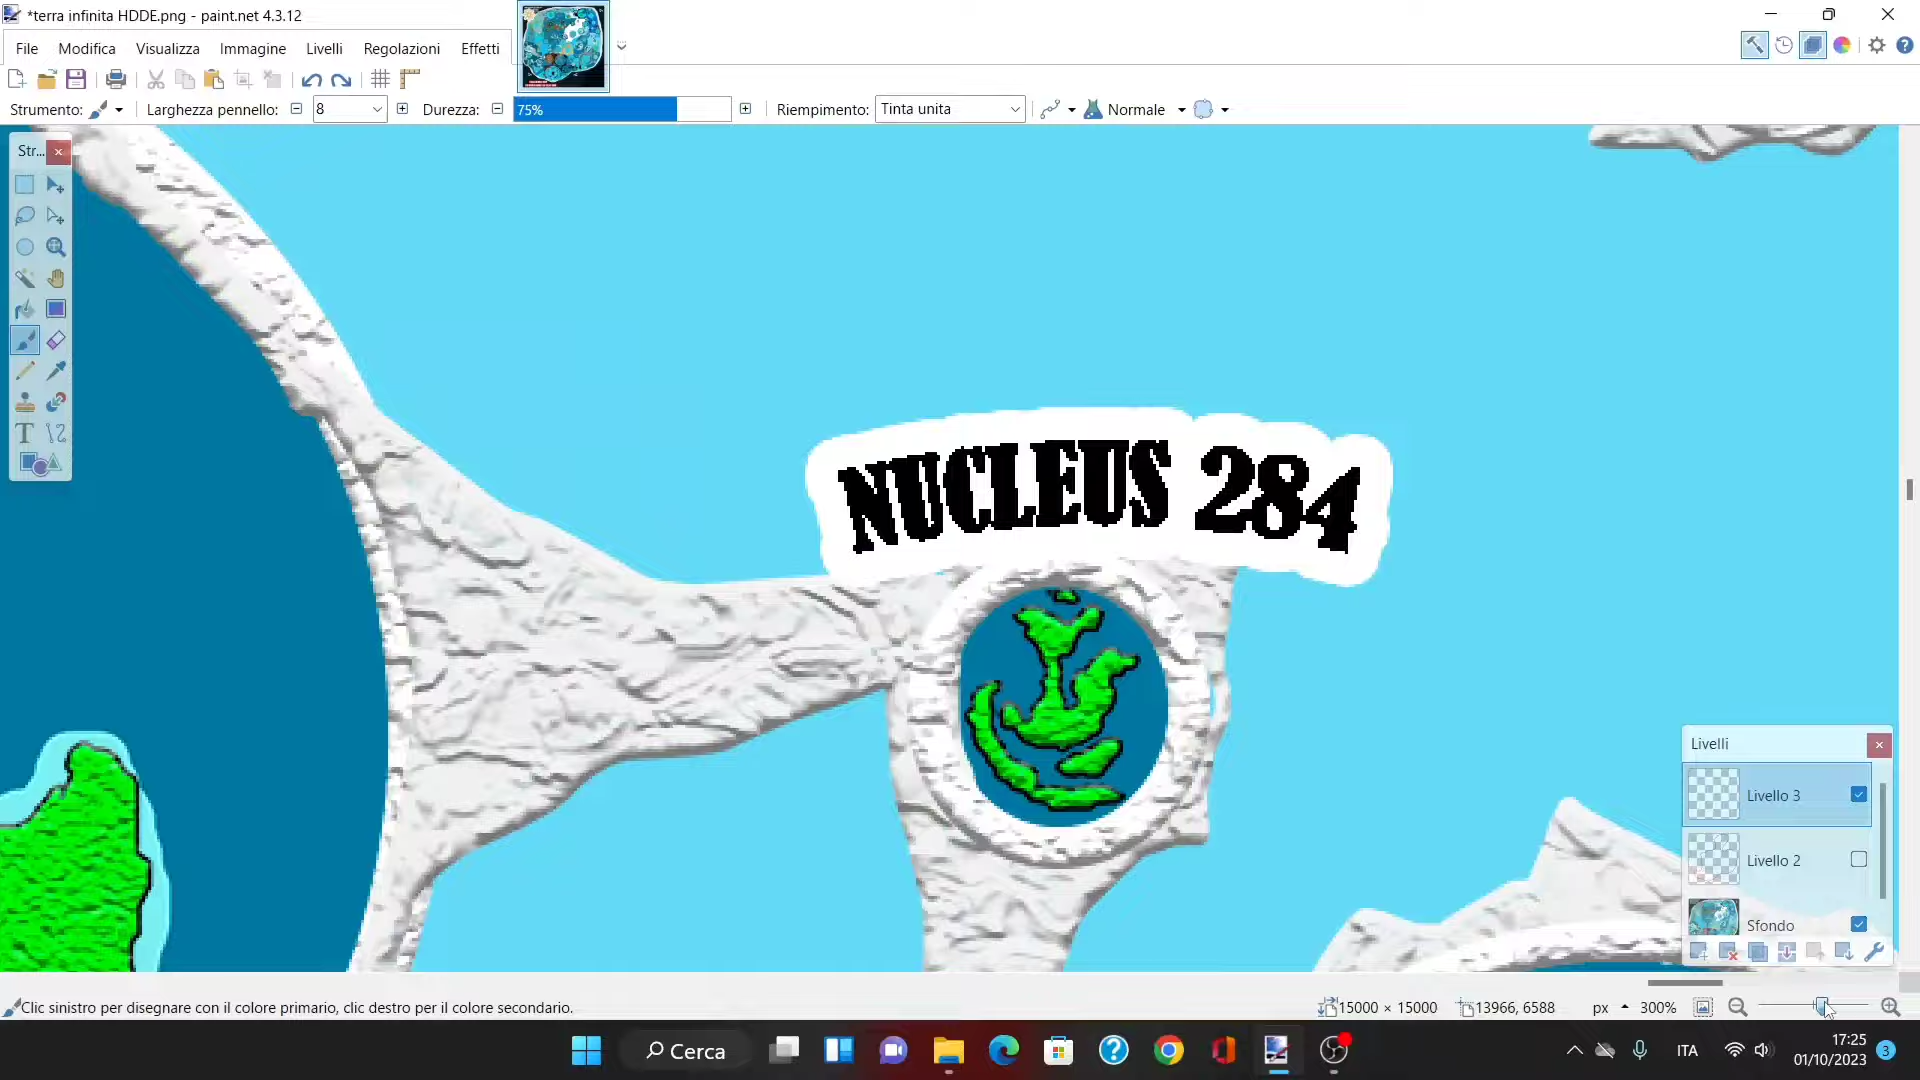 *terra infinita HDDE.png - paint.net 4.3.12
File Modifica Visualizza Immagine Livelli Regolazioni Effetti
Strumento: Larghezza pennello: 8 Durezza: 75% Riempimento: Tinta unita Normale
Str...
NUCLEUS 284
Livelli
Livello 3
Livello 2
Sfondo
Clic sinistro per disegnare con il colore primario, clic destro per il colore secondario. 15000 × 15000 13966, 6588 px 300%
Cerca ITA 17:25
01/10/2023 3